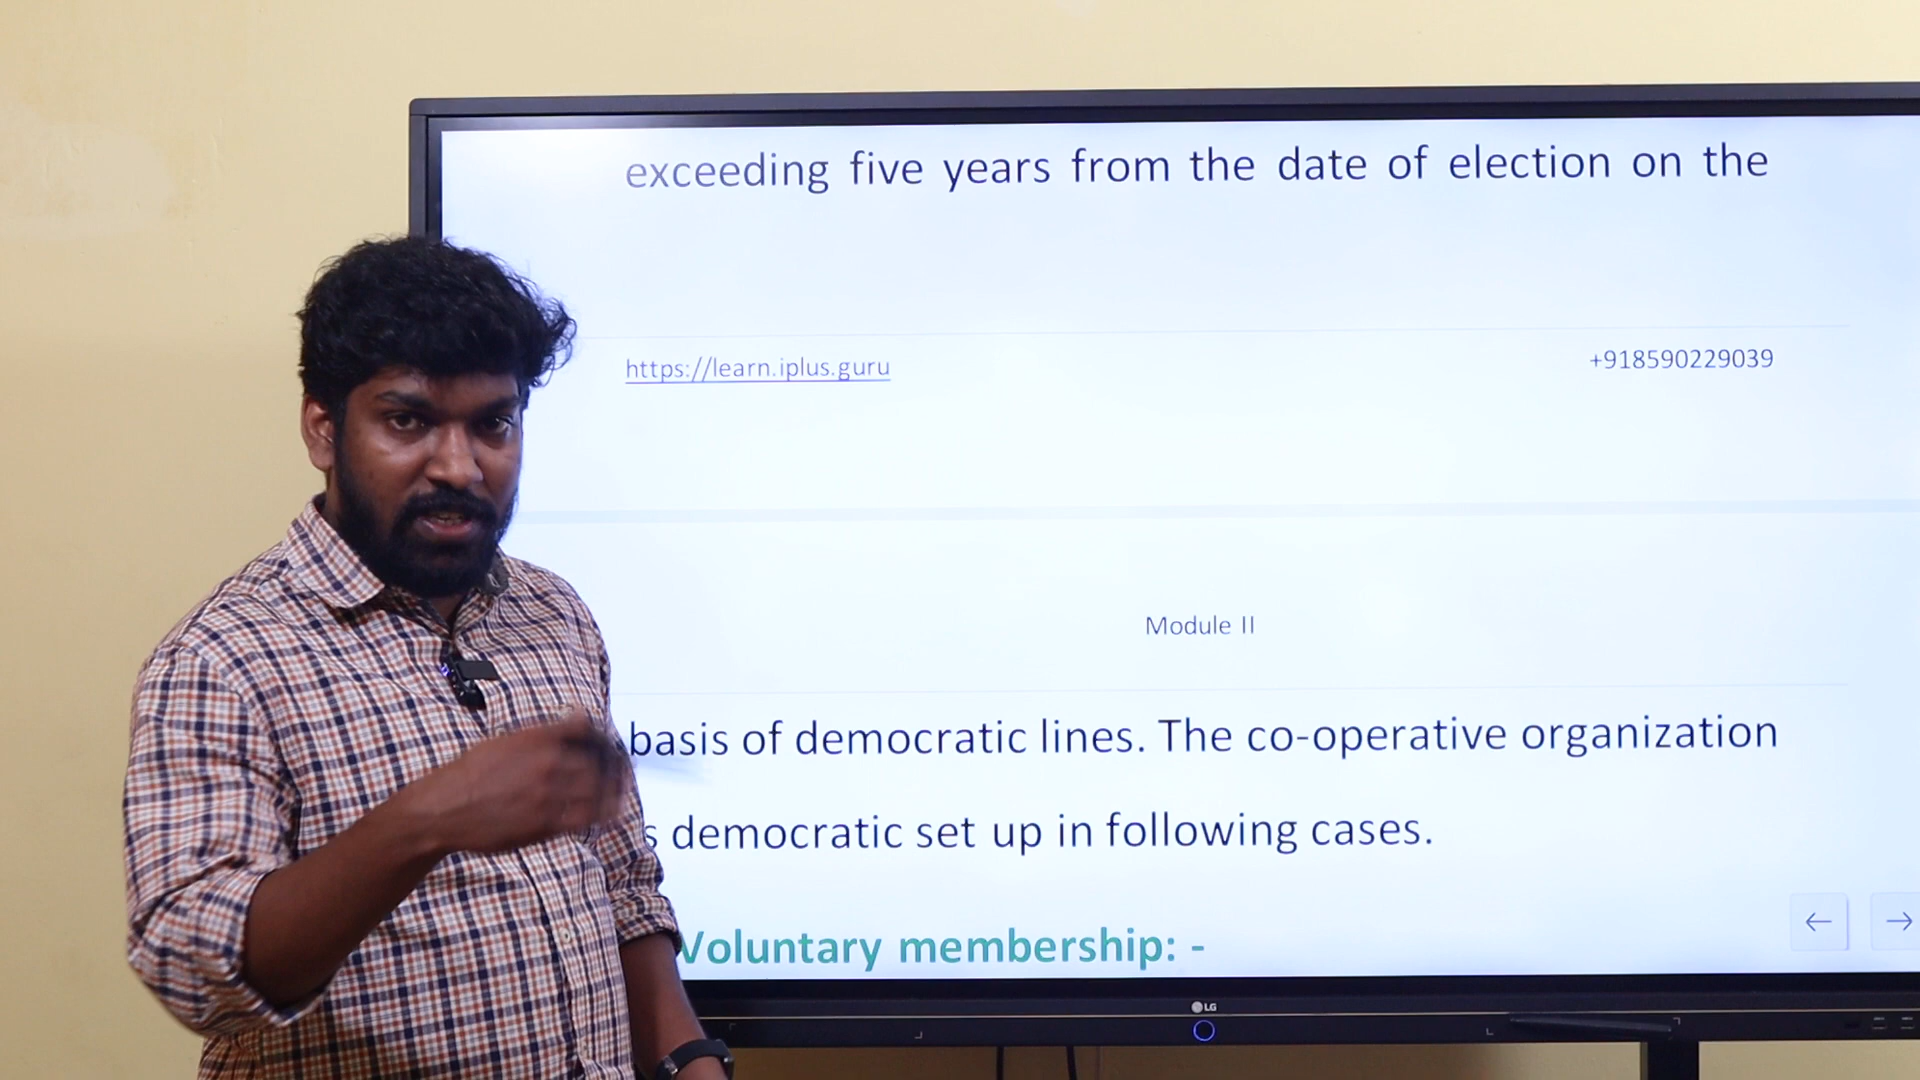 exceeding five years from the date of election on the
https://learn.iplus.guru
+918590229039
Module II
basis of democratic lines. The co-operative organization
democratic set up in following cases.
Voluntary membership: -
LG